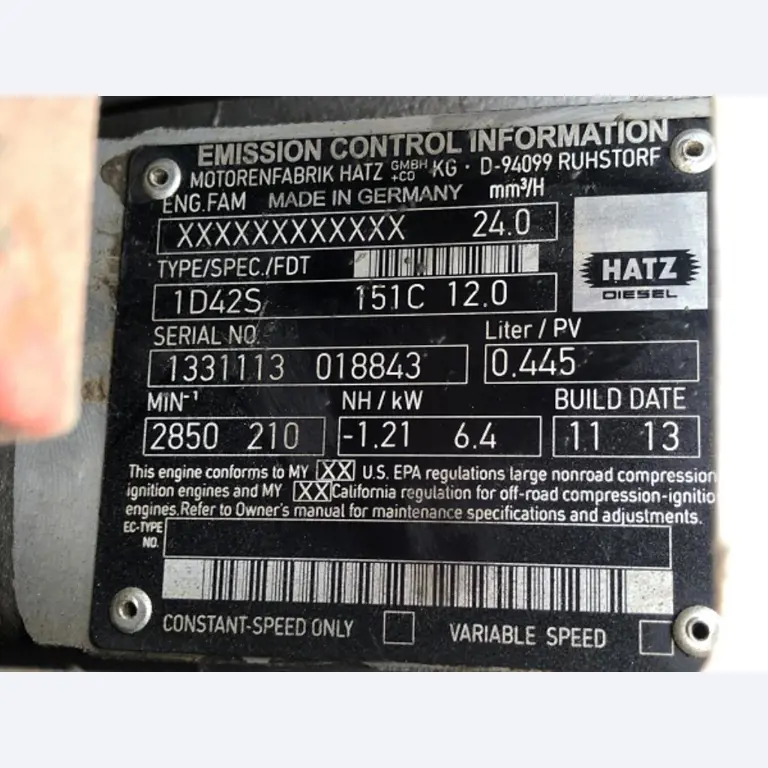 EMISSION CONTROL INFORMATION
MOTORENFABRIK HATZ GMBH +CO KG · D-94099 RUHSTORF
ENG.FAM MADE IN GERMANY mm³/H
XXXXXXXXXXXX 24.0
TYPE/SPEC./FDT
HATZ
DIESEL
1D42S 151C 12.0
SERIAL NO. Liter / PV
1331113 018843 0.445
MIN⁻¹ NH / kW BUILD DATE
2850 210 -1.21 6.4 11 13
This engine conforms to MY XX U.S. EPA regulations large nonroad compression
ignition engines and MY XX California regulation for off-road compression-ignitio
engines. Refer to Owner's manual for maintenance specifications and adjustments.
EC-TYPE
NO.
CONSTANT-SPEED ONLY VARIABLE SPEED